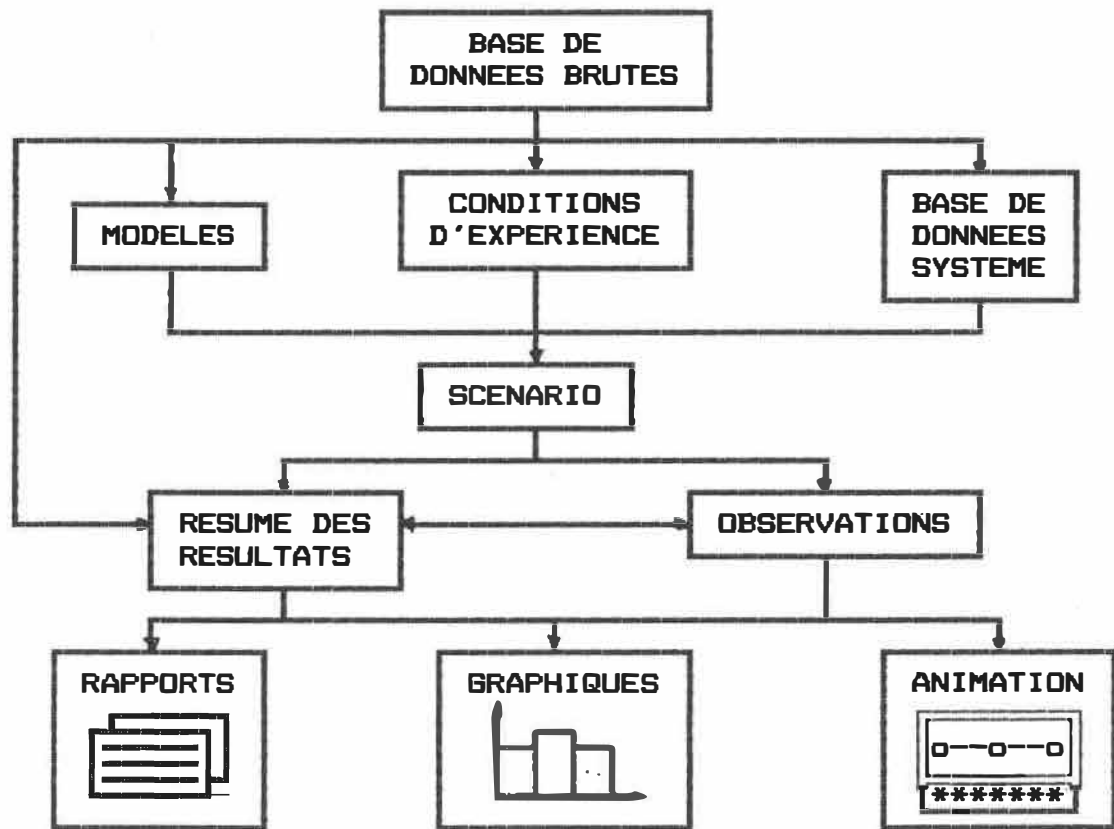 BASE DE
DONNEES BRUTES
MODELES
CONDITIONS
D'EXPERIENCE
BASE DE
DONNEES
SYSTEME
SCENARIO
RESUME DES
RESULTATS
OBSERVATIONS
RAPPORTS
GRAPHIQUES
ANIMATION
*******